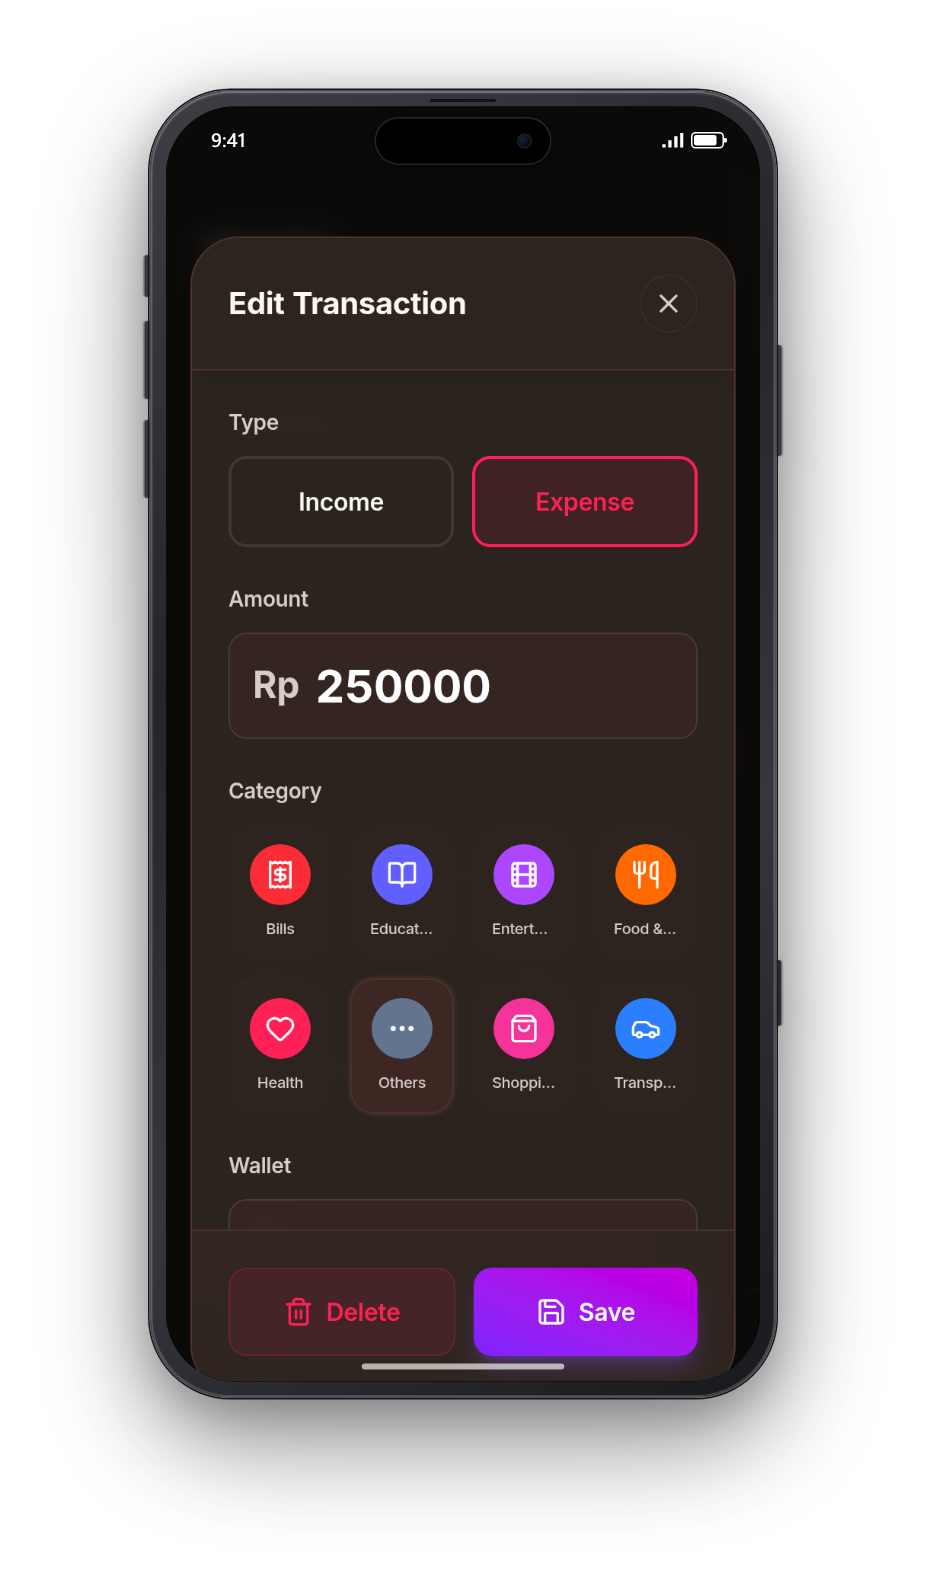 9:41
Edit Transaction
Type
Income
Expense
Amount
Rp 250000
Category
Bills
Educat...
Entert...
Food &...
Health
Others
Shoppi...
Transp...
Wallet
Delete
Save